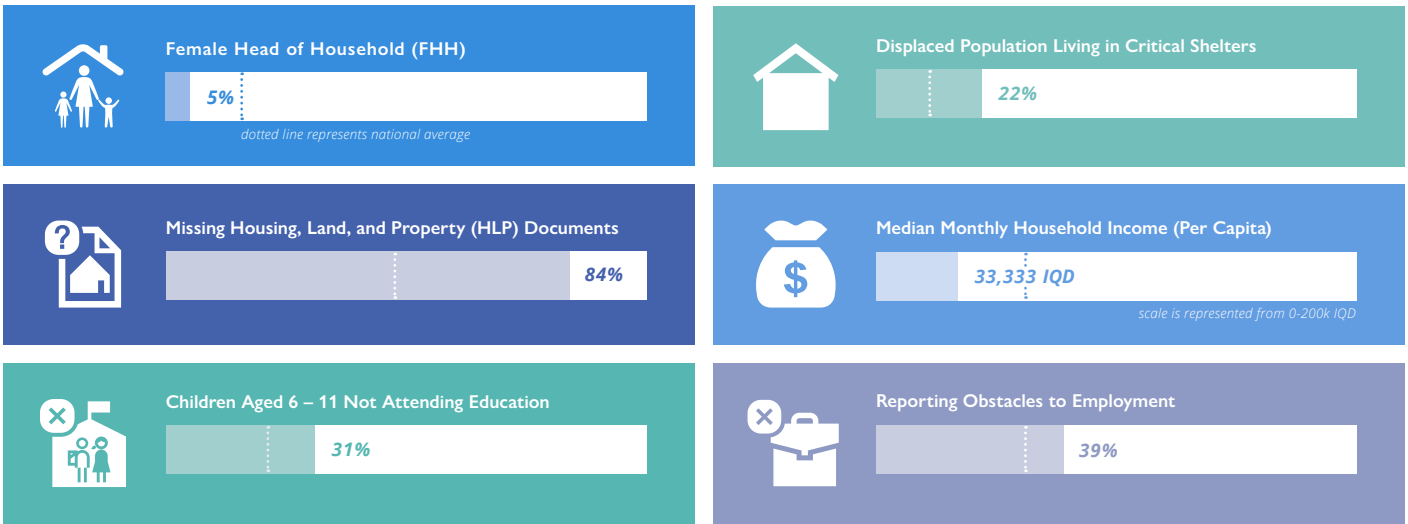 Female Head of Household (FHH)
5%
dotted line represents national average
Displaced Population Living in Critical Shelters
22%
?
Missing Housing, Land, and Property (HLP) Documents
84%
$
Median Monthly Household Income (Per Capita)
33,333 IQD
scale is represented from 0-200k IQD
Children Aged 6 – 11 Not Attending Education
31%
Reporting Obstacles to Employment
39%